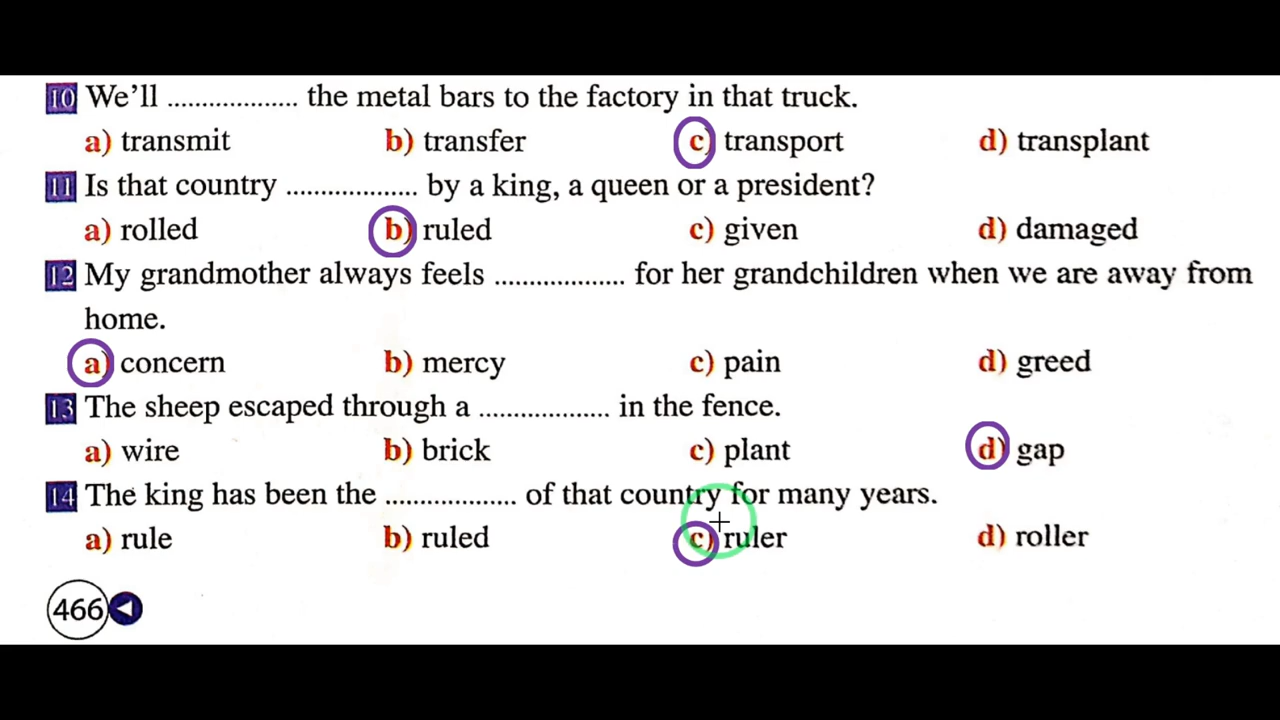 10 We'll ................... the metal bars to the factory in that truck.
a) transmit b) transfer c) transport d) transplant
11 Is that country ................... by a king, a queen or a president?
a) rolled b) ruled c) given d) damaged
12 My grandmother always feels ................... for her grandchildren when we are away from
home.
a) concern b) mercy c) pain d) greed
13 The sheep escaped through a ................... in the fence.
a) wire b) brick c) plant d) gap
14 The king has been the ................... of that country for many years.
a) rule b) ruled c) ruler d) roller
466